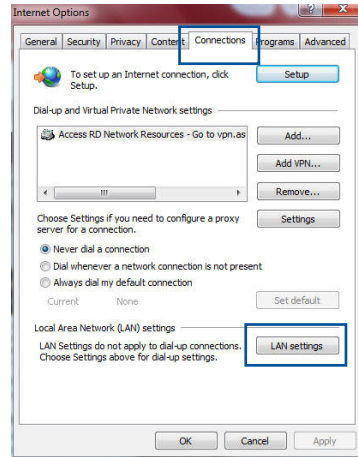 Internet Options
General Security Privacy Content Connections Programs Advanced
To set up an Internet connection, click
Setup.
Setup
Dial-up and Virtual Private Network settings
Access RD Network Resources - Go to vpn.as
Add...
Add VPN...
Remove...
Choose Settings if you need to configure a proxy
server for a connection.
Settings
Never dial a connection
Dial whenever a network connection is not present
Always dial my default connection
Current None
Set default
Local Area Network (LAN) settings
LAN Settings do not apply to dial-up connections.
Choose Settings above for dial-up settings.
LAN settings
OK Cancel Apply